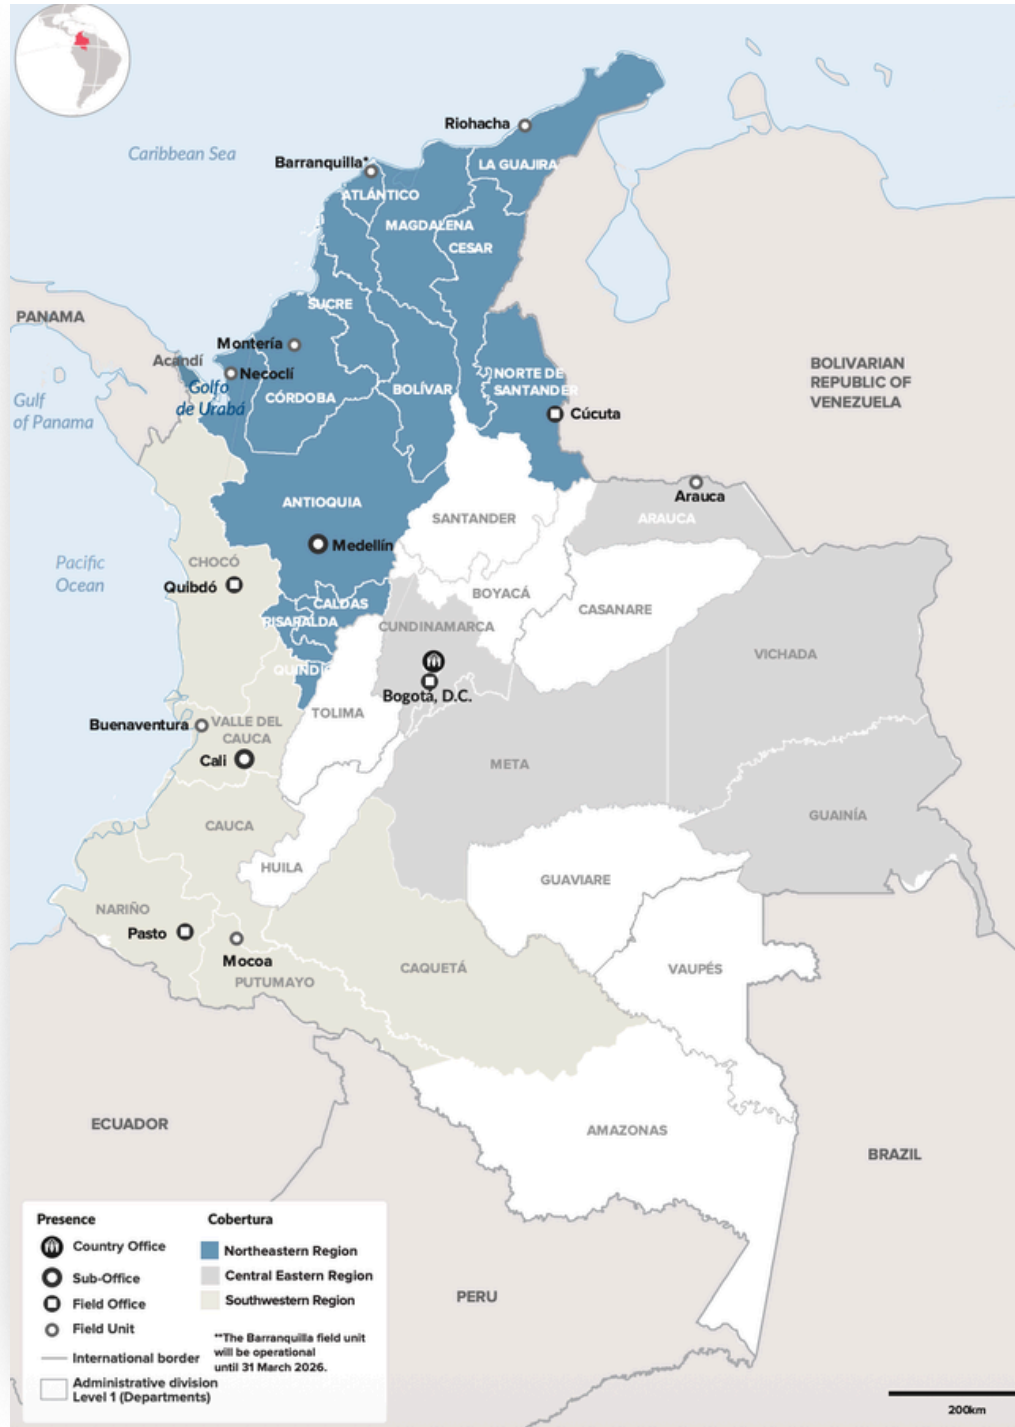 Caribbean Sea
Riohacha
Barranquilla*
LA GUAJIRA
ATLÁNTICO
MAGDALENA
CESAR
SUCRE
PANAMA
Montería
Acandí
Necoclí
Golfo
de Urabá
Gulf
of Panama
CÓRDOBA
BOLÍVAR
NORTE DE
SANTANDER
Cúcuta
BOLIVARIAN
REPUBLIC OF
VENEZUELA
ANTIOQUIA
SANTANDER
Arauca
ARAUCA
Medellín
Pacific
Ocean
CHOCÓ
Quibdó
BOYACÁ
CASANARE
CALDAS
RISARALDA
CUNDINAMARCA
VICHADA
QUINDÍO
Bogotá, D.C.
TOLIMA
Buenaventura
VALLE DEL
CAUCA
Cali
META
GUAINÍA
CAUCA
HUILA
GUAVIARE
NARIÑO
Pasto
Mocoa
PUTUMAYO
CAQUETÁ
VAUPÉS
ECUADOR
AMAZONAS
BRAZIL
PERU
Presence
Country Office
Sub-Office
Field Office
Field Unit
International border
Administrative division
Level 1 (Departments)
Cobertura
Northeastern Region
Central Eastern Region
Southwestern Region
**The Barranquilla field unit
will be operational
until 31 March 2026.
200km